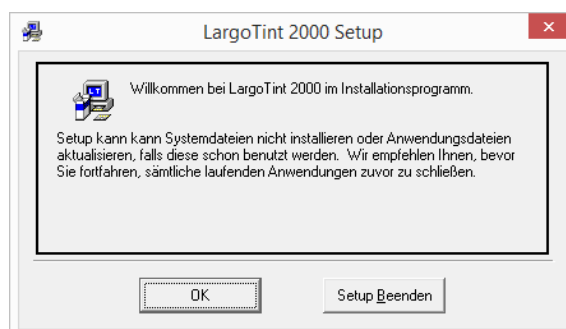 LargoTint 2000 Setup
LT
Willkommen bei LargoTint 2000 im Installationsprogramm.
Setup kann kann Systemdateien nicht installieren oder Anwendungsdateien
aktualisieren, falls diese schon benutzt werden. Wir empfehlen Ihnen, bevor
Sie fortfahren, sämtliche laufenden Anwendungen zuvor zu schließen.
OK
Setup Beenden